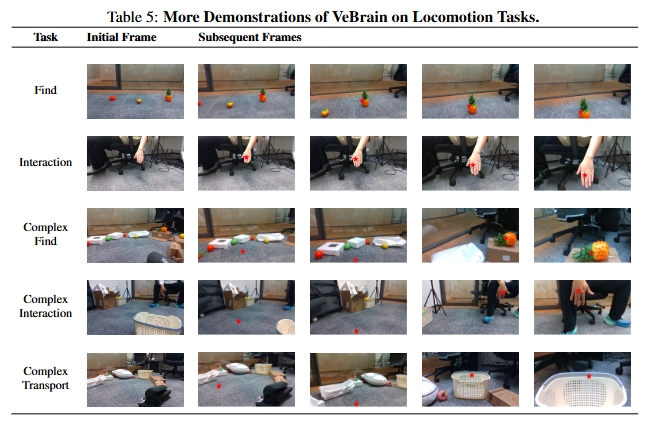 Table 5: More Demonstrations of VeBrain on Locomotion Tasks.
Task Initial Frame Subsequent Frames
Find
Interaction
Complex
Find
Complex
Interaction
Complex
Transport